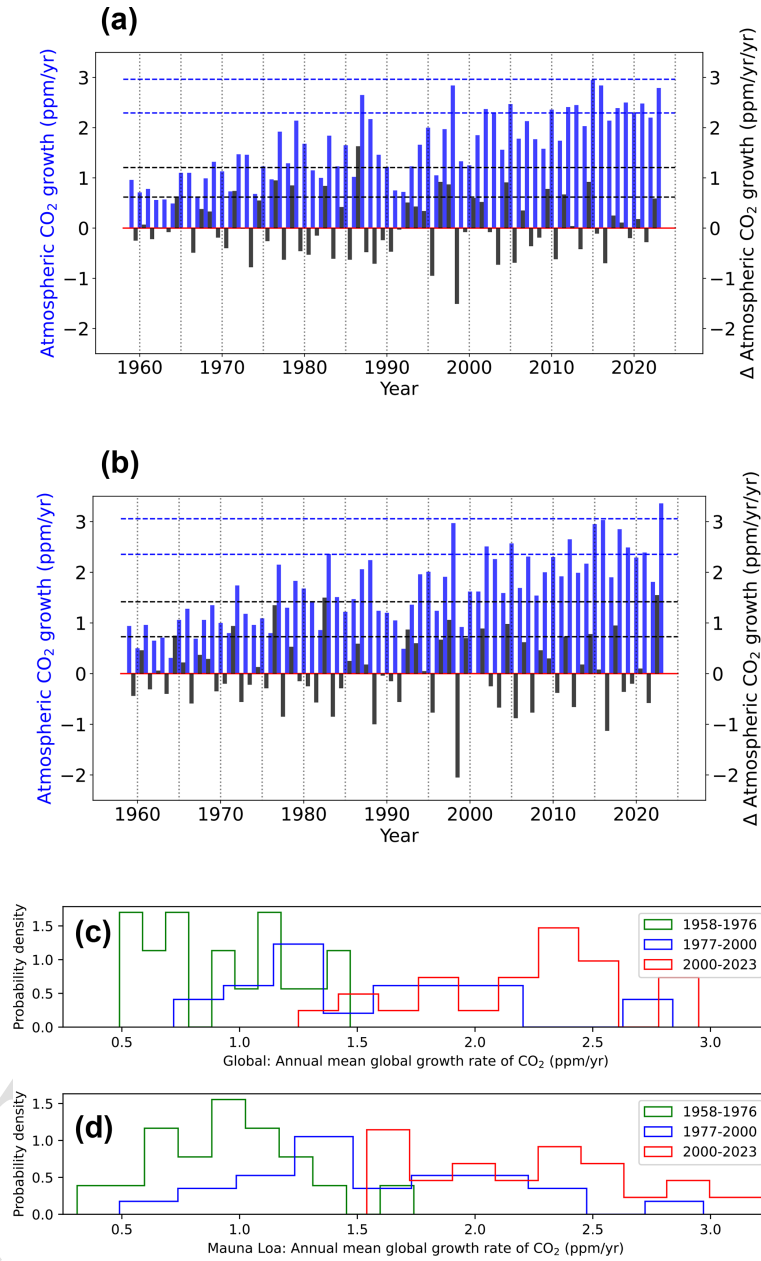 (a)
Atmospheric CO₂ growth (ppm/yr)
3
2
1
0
−1
−2
3
2
1
0
−1
−2
Δ Atmospheric CO₂ growth (ppm/yr/yr)
1960 1970 1980 1990 2000 2010 2020
Year
(b)
Atmospheric CO₂ growth (ppm/yr)
3
2
1
0
−1
−2
3
2
1
0
−1
−2
Δ Atmospheric CO₂ growth (ppm/yr/yr)
1960 1970 1980 1990 2000 2010 2020
Year
Probability density
1.5
1.0
0.5
0.0
(c)
1958-1976
1977-2000
2000-2023
0.5 1.0 1.5 2.0 2.5 3.0
Global: Annual mean global growth rate of CO₂ (ppm/yr)
Probability density
1.5
1.0
0.5
0.0
(d)
1958-1976
1977-2000
2000-2023
0.5 1.0 1.5 2.0 2.5 3.0
Mauna Loa: Annual mean global growth rate of CO₂ (ppm/yr)